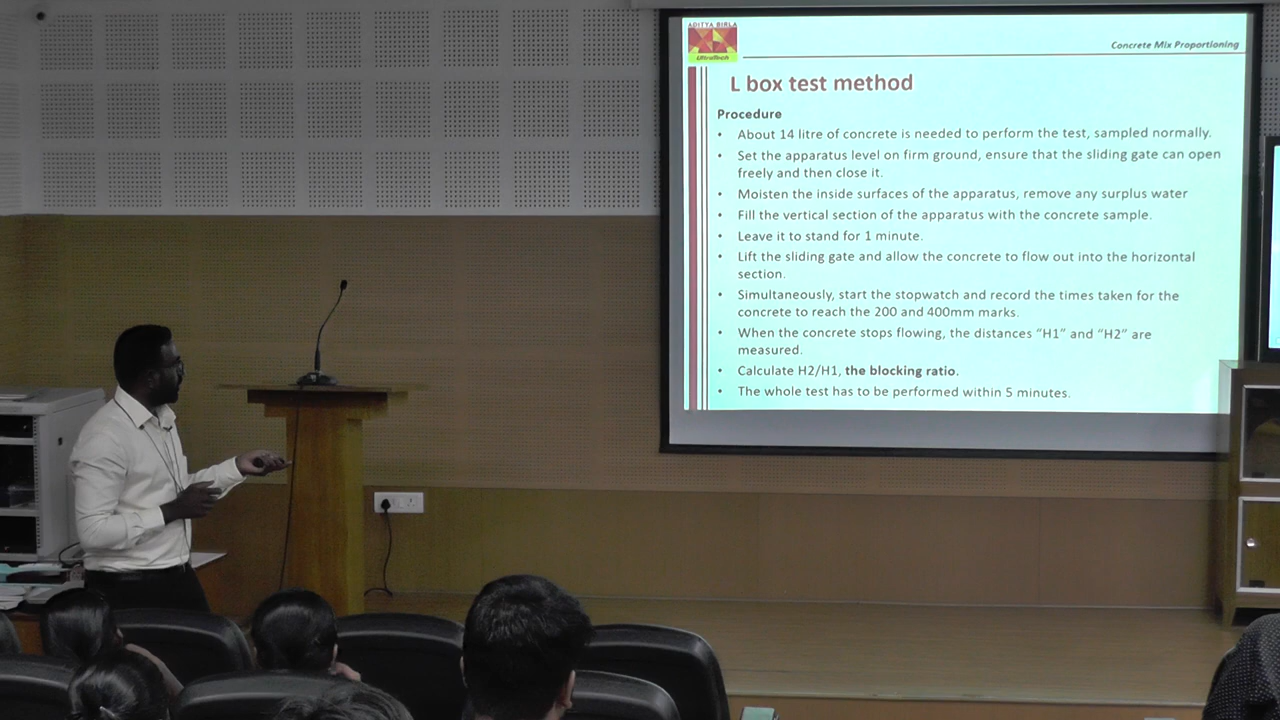 ADITYA BIRLA
UltraTech
Concrete Mix Proportioning
L box test method
Procedure
• About 14 litre of concrete is needed to perform the test, sampled normally.
• Set the apparatus level on firm ground, ensure that the sliding gate can open
freely and then close it.
• Moisten the inside surfaces of the apparatus, remove any surplus water
• Fill the vertical section of the apparatus with the concrete sample.
• Leave it to stand for 1 minute.
• Lift the sliding gate and allow the concrete to flow out into the horizontal
section.
• Simultaneously, start the stopwatch and record the times taken for the
concrete to reach the 200 and 400mm marks.
• When the concrete stops flowing, the distances “H1” and “H2” are
measured.
• Calculate H2/H1, the blocking ratio.
• The whole test has to be performed within 5 minutes.